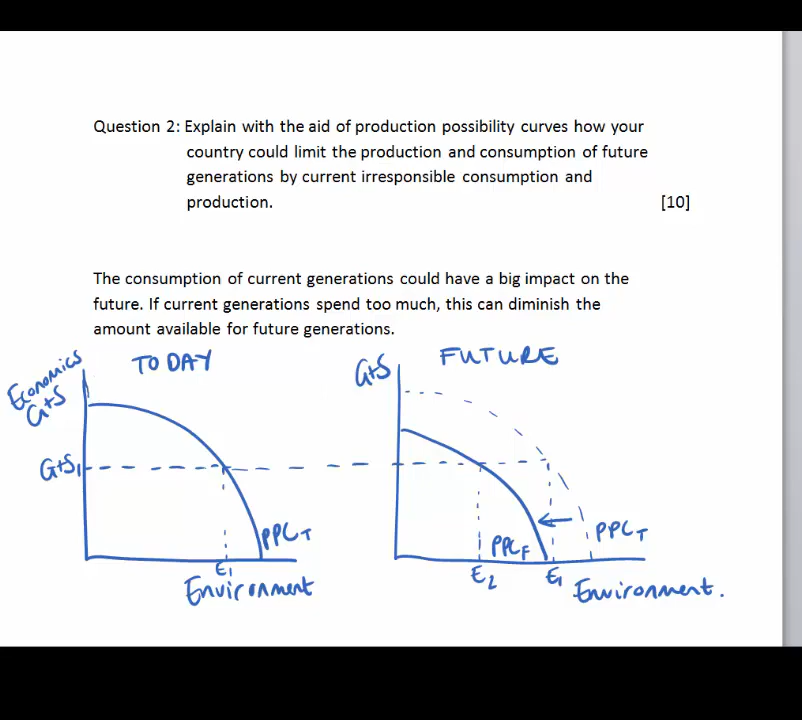 Question 2: Explain with the aid of production possibility curves how your
country could limit the production and consumption of future
generations by current irresponsible consumption and
production. [10]
The consumption of current generations could have a big impact on the
future. If current generations spend too much, this can diminish the
amount available for future generations.
TODAY
Economics
G+S
G+S₁
PPC_T
E₁
Environment
FUTURE
G+S
PPC_F
PPC_T
E₂
E₁
Environment.